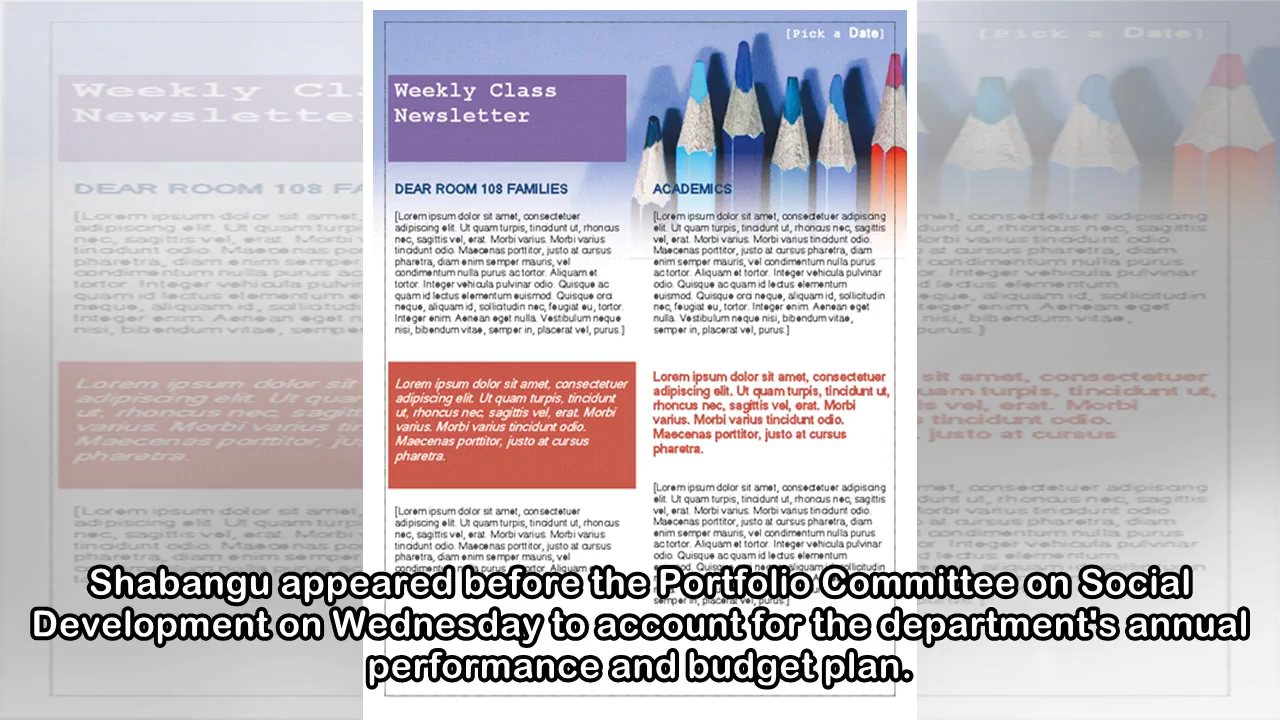 [Pick a Date]
Weekly Class
Newsletter
DEAR ROOM 108 FAMILIES
[Lorem ipsum dolor sit amet, consectetuer
adipiscing elit. Ut quam turpis, tincidunt ut, rhoncus
nec, sagittis vel, erat. Morbi varius. Morbi varius
tincidunt odio. Maecenas porttitor, justo at cursus
pharetra, diam enim semper mauris, vel
condimentum nulla purus ac tortor. Aliquam et
tortor. Integer vehicula pulvinar odio. Quisque ac
quam id lectus elementum euismod. Quisque orci
neque, aliquam id, sollicitudin nec, feugiat eu, tortor.
Integer enim. Aenean eget nulla. Vestibulum neque
nisi, bibendum vitae, semper in, placerat vel, purus.]
Lorem ipsum dolor sit amet, consectetuer
adipiscing elit. Ut quam turpis, tincidunt
ut, rhoncus nec, sagittis vel, erat. Morbi
varius. Morbi varius tincidunt odio.
Maecenas porttitor, justo at cursus
pharetra.
[Lorem ipsum dolor sit amet, consectetuer
adipiscing elit. Ut quam turpis, tincidunt ut, rhoncus
nec, sagittis vel, erat. Morbi varius. Morbi varius
tincidunt odio. Maecenas porttitor, justo at cursus
pharetra, diam enim semper mauris, vel
ACADEMICS
[Lorem ipsum dolor sit amet, consectetuer adipiscing
elit. Ut quam turpis, tincidunt ut, rhoncus nec, sagittis
vel, erat. Morbi varius. Morbi varius tincidunt odio.
Maecenas porttitor, justo at cursus pharetra, diam
enim semper mauris, vel condimentum nulla purus
ac tortor. Aliquam et tortor. Integer vehicula pulvinar
odio. Quisque ac quam id lectus elementum
euismod. Quisque orci neque, aliquam id, sollicitudin
nec, feugiat eu, tortor. Integer enim. Aenean eget
nulla. Vestibulum neque nisi, bibendum vitae,
semper in, placerat vel, purus.]
Lorem ipsum dolor sit amet, consectetuer
adipiscing elit. Ut quam turpis, tincidunt ut,
rhoncus nec, sagittis vel, erat. Morbi
varius. Morbi varius tincidunt odio.
Maecenas porttitor, justo at cursus
pharetra.
[Lorem ipsum dolor sit amet, consectetuer adipiscing
elit. Ut quam turpis, tincidunt ut, rhoncus nec, sagittis
vel, erat. Morbi varius. Morbi varius tincidunt odio.
Maecenas porttitor, justo at cursus pharetra, diam
enim semper mauris, vel condimentum nulla purus
ac tortor. Aliquam et tortor. Integer vehicula pulvinar
odio. Quisque ac quam id lectus elementum
Shabangu appeared before the Portfolio Committee on Social
Development on Wednesday to account for the department's annual
performance and budget plan.